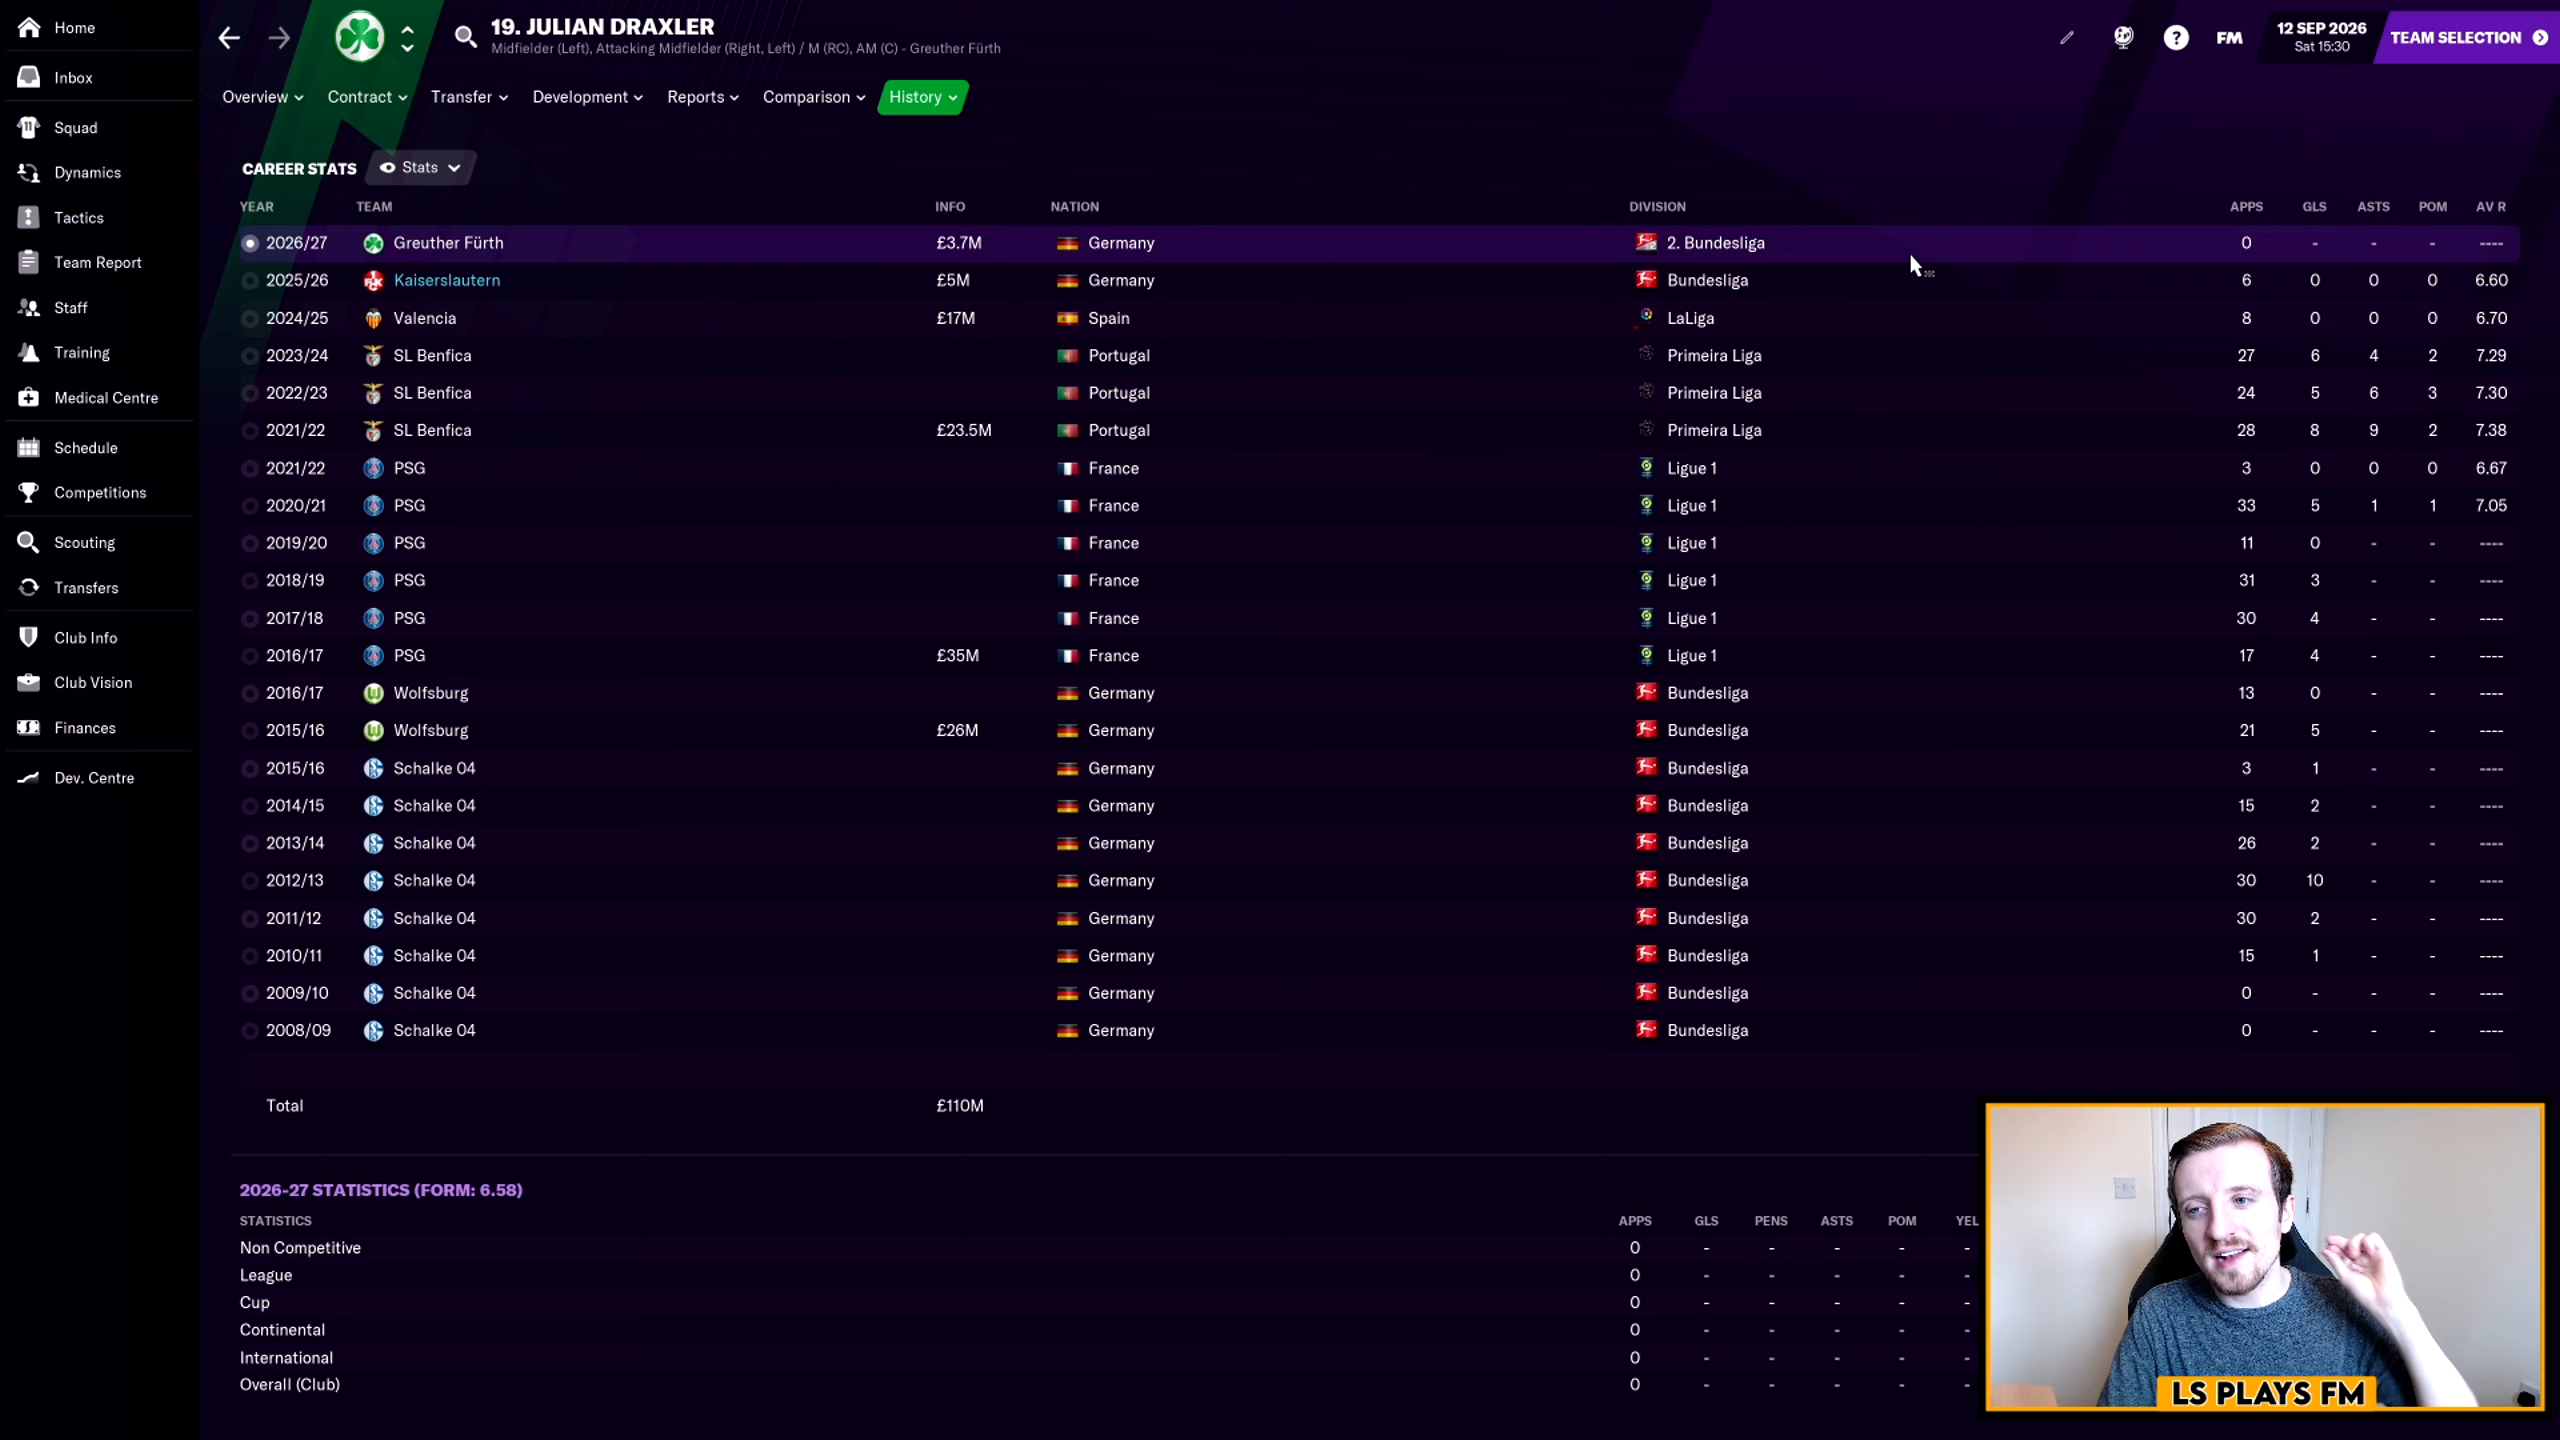 Home
Inbox
Squad
Dynamics
Tactics
Team Report
Staff
Training
Medical Centre
Schedule
Competitions
Scouting
Transfers
Club Info
Club Vision
Finances
Dev. Centre
19. JULIAN DRAXLER
Midfielder (Left), Attacking Midfielder (Right, Left) / M (RC), AM (C) - Greuther Fürth
FM
12 SEP 2026
Sat 15:30
TEAM SELECTION
Overview Contract Transfer Development Reports Comparison History
CAREER STATS Stats
YEAR TEAM INFO NATION DIVISION APPS GLS ASTS POM AV R
2026/27 Greuther Fürth £3.7M Germany 2. Bundesliga 0 - - - ----
2025/26 Kaiserslautern £5M Germany Bundesliga 6 0 0 0 6.60
2024/25 Valencia £17M Spain LaLiga 8 0 0 0 6.70
2023/24 SL Benfica Portugal Primeira Liga 27 6 4 2 7.29
2022/23 SL Benfica Portugal Primeira Liga 24 5 6 3 7.30
2021/22 SL Benfica £23.5M Portugal Primeira Liga 28 8 9 2 7.38
2021/22 PSG France Ligue 1 3 0 0 0 6.67
2020/21 PSG France Ligue 1 33 5 1 1 7.05
2019/20 PSG France Ligue 1 11 0 - - ----
2018/19 PSG France Ligue 1 31 3 - - ----
2017/18 PSG France Ligue 1 30 4 - - ----
2016/17 PSG £35M France Ligue 1 17 4 - - ----
2016/17 Wolfsburg Germany Bundesliga 13 0 - - ----
2015/16 Wolfsburg £26M Germany Bundesliga 21 5 - - ----
2015/16 Schalke 04 Germany Bundesliga 3 1 - - ----
2014/15 Schalke 04 Germany Bundesliga 15 2 - - ----
2013/14 Schalke 04 Germany Bundesliga 26 2 - - ----
2012/13 Schalke 04 Germany Bundesliga 30 10 - - ----
2011/12 Schalke 04 Germany Bundesliga 30 2 - - ----
2010/11 Schalke 04 Germany Bundesliga 15 1 - - ----
2009/10 Schalke 04 Germany Bundesliga 0 - - - ----
2008/09 Schalke 04 Germany Bundesliga 0 - - - ----
Total £110M
2026-27 STATISTICS (FORM: 6.58)
STATISTICS APPS GLS PENS ASTS POM YEL
Non Competitive 0 - - - - -
League 0 - - - - -
Cup 0 - - - - -
Continental 0 - - - - -
International 0 - - - - -
Overall (Club) 0 - - - - -
LS PLAYS FM